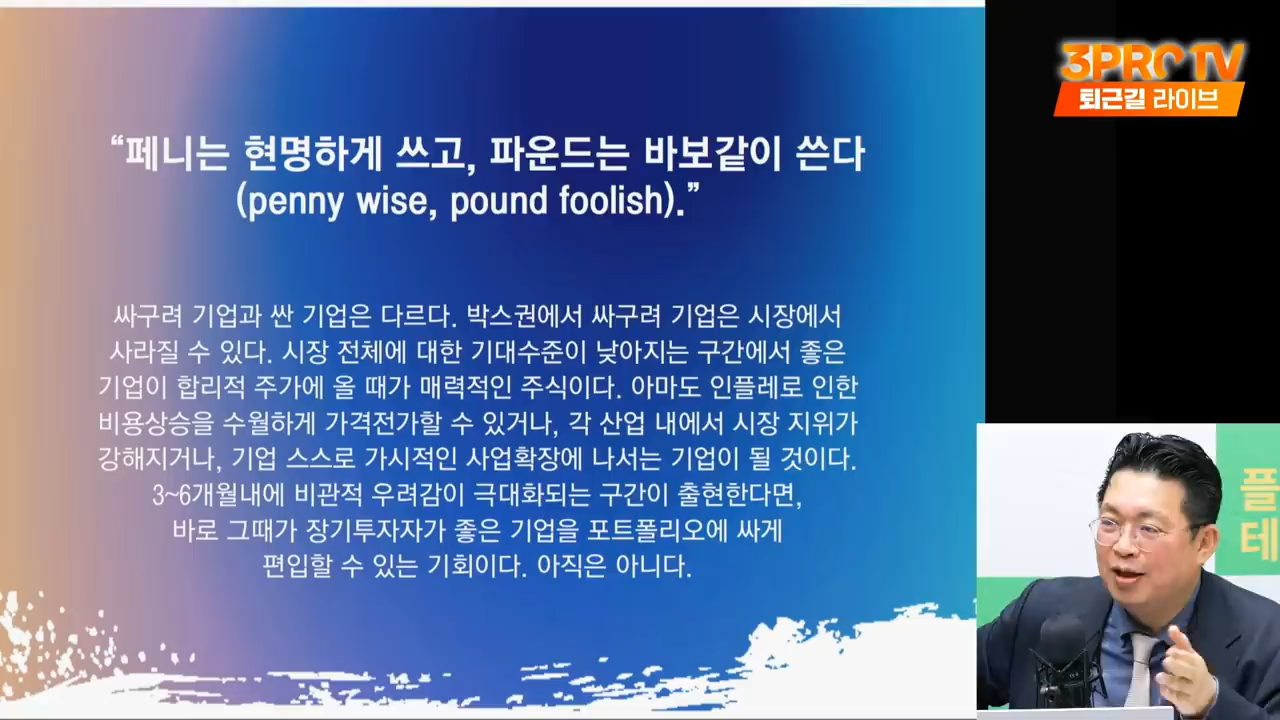 3PRO TV
퇴근길 라이브
“페니는 현명하게 쓰고, 파운드는 바보같이 쓴다
(penny wise, pound foolish).”
싸구려 기업과 싼 기업은 다르다. 박스권에서 싸구려 기업은 시장에서
사라질 수 있다. 시장 전체에 대한 기대수준이 낮아지는 구간에서 좋은
기업이 합리적 주가에 올 때가 매력적인 주식이다. 아마도 인플레로 인한
비용상승을 수월하게 가격전가할 수 있거나, 각 산업 내에서 시장 지위가
강해지거나, 기업 스스로 가시적인 사업확장에 나서는 기업이 될 것이다.
3~6개월내에 비관적 우려감이 극대화되는 구간이 출현한다면,
바로 그때가 장기투자자가 좋은 기업을 포트폴리오에 싸게
편입할 수 있는 기회이다. 아직은 아니다.
플
테